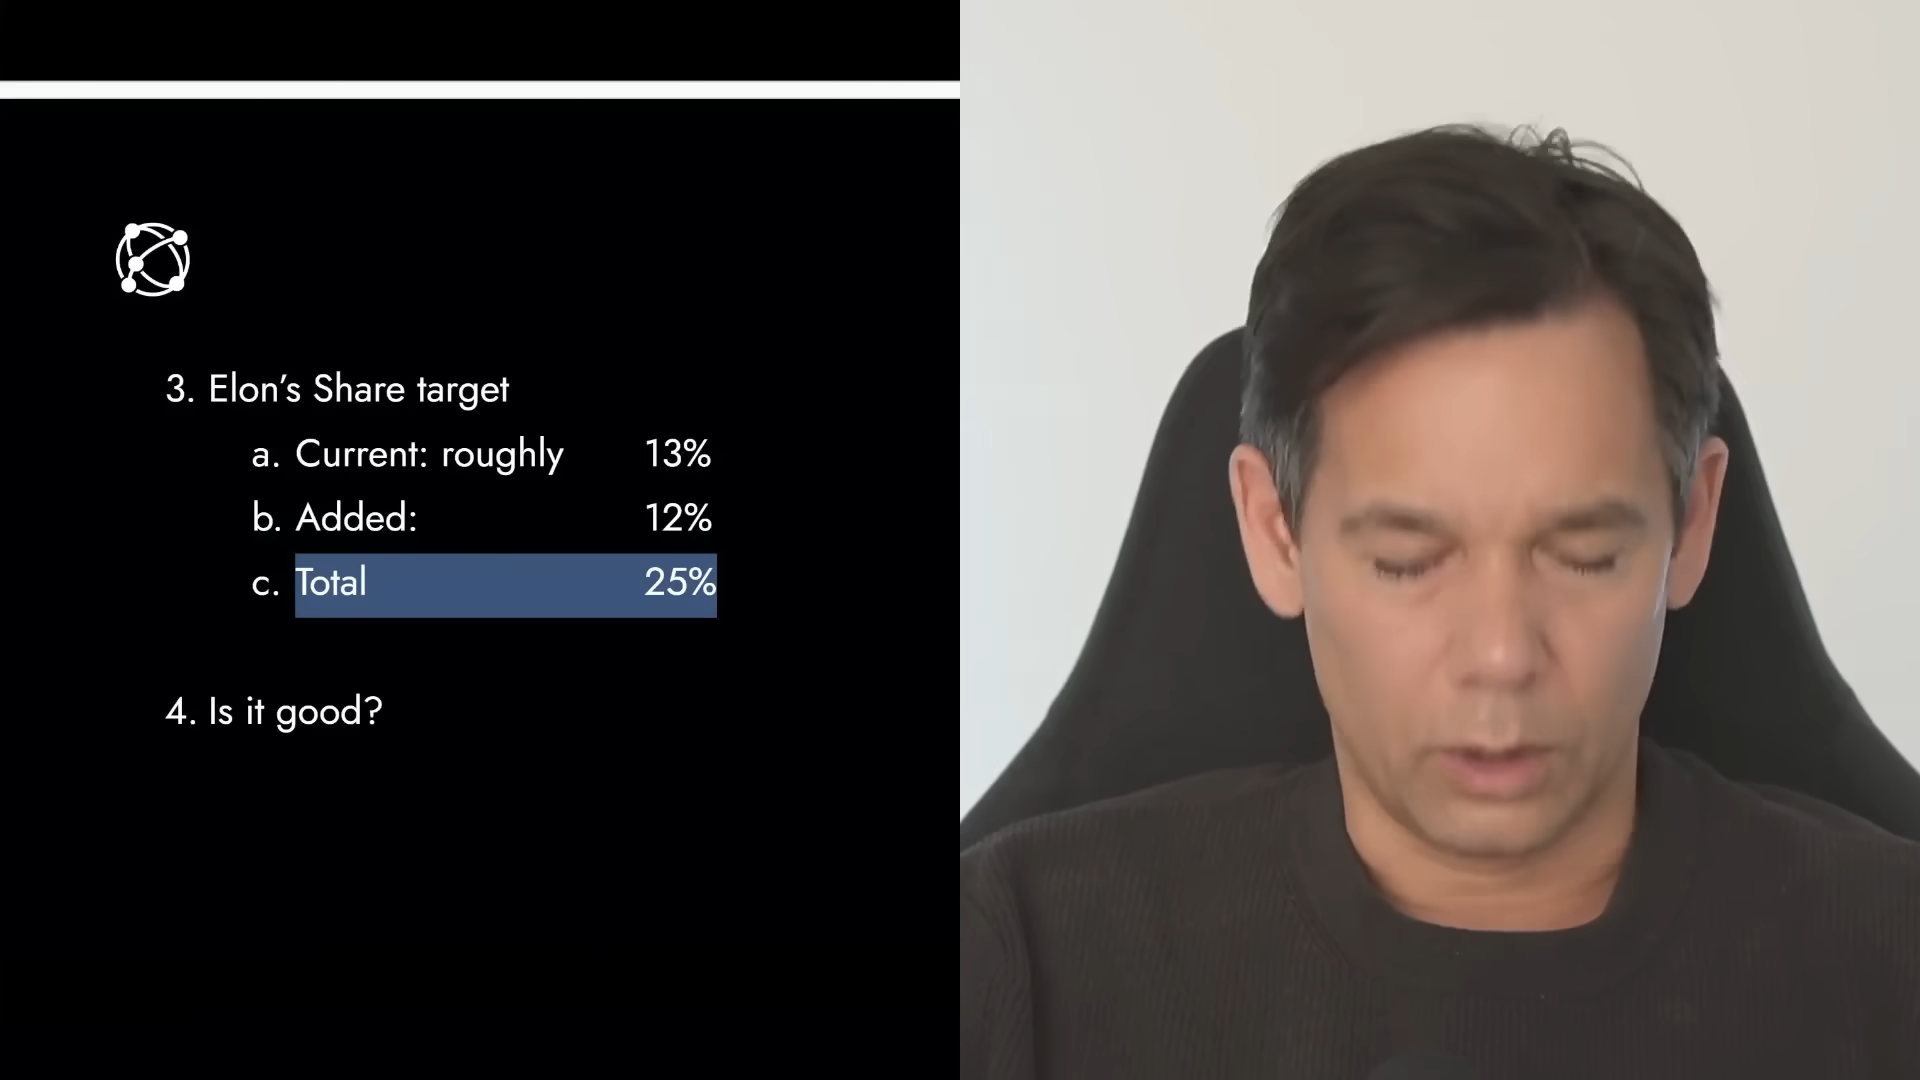 3. Elon’s Share target
a. Current: roughly 13%
b. Added: 12%
c. Total 25%
4. Is it good?